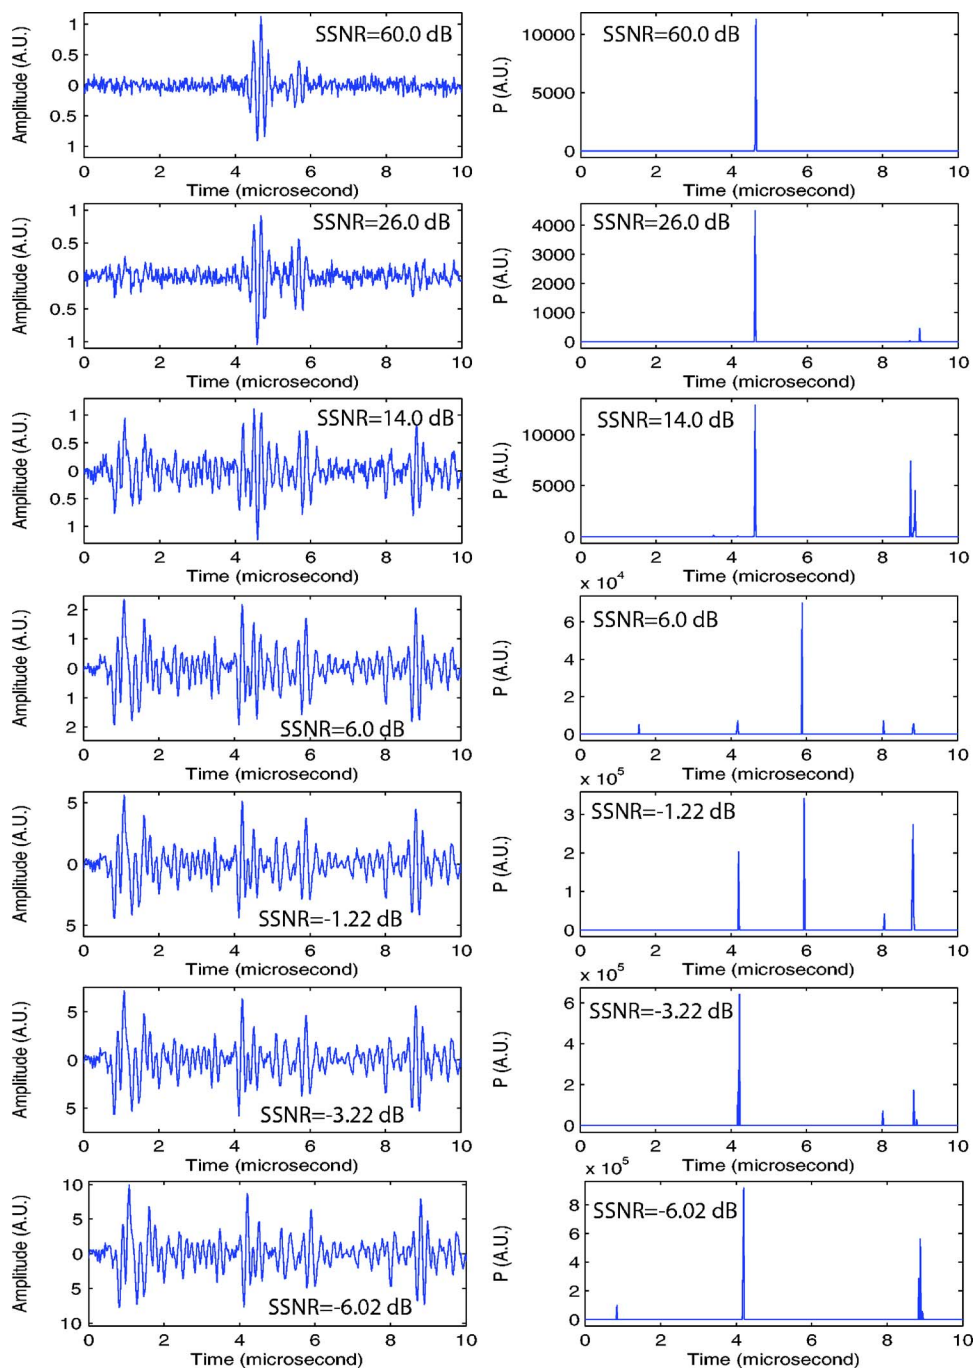 SSNR=60.0 dB
Amplitude (A.U.)
1
0.5
0
0.5
1
0 2 4 6 8 10
Time (microsecond)
SSNR=60.0 dB
P (A.U.)
10000
5000
0
0 2 4 6 8 10
Time (microsecond)
SSNR=26.0 dB
Amplitude (A.U.)
1
0.5
0
0.5
1
0 2 4 6 8 10
Time (microsecond)
SSNR=26.0 dB
P (A.U.)
4000
3000
2000
1000
0
0 2 4 6 8 10
Time (microsecond)
SSNR=14.0 dB
Amplitude (A.U.)
1
0.5
0
0.5
1
0 2 4 6 8 10
Time (microsecond)
SSNR=14.0 dB
P (A.U.)
10000
5000
0
0 2 4 6 8 10
Time (microsecond)
Amplitude (A.U.)
2
1
0
1
2
SSNR=6.0 dB
0 2 4 6 8 10
Time (microsecond)
x 10^4
SSNR=6.0 dB
P (A.U.)
6
4
2
0
0 2 4 6 8 10
Time (microsecond)
Amplitude (A.U.)
5
0
5
SSNR=-1.22 dB
0 2 4 6 8 10
Time (microsecond)
x 10^5
SSNR=-1.22 dB
P (A.U.)
3
2
1
0
0 2 4 6 8 10
Time (microsecond)
Amplitude (A.U.)
5
0
5
SSNR=-3.22 dB
0 2 4 6 8 10
Time (microsecond)
x 10^5
SSNR=-3.22 dB
P (A.U.)
6
4
2
0
0 2 4 6 8 10
Time (microsecond)
Amplitude (A.U.)
10
5
0
5
10
SSNR=-6.02 dB
0 2 4 6 8 10
Time (microsecond)
x 10^5
SSNR=-6.02 dB
P (A.U.)
8
6
4
2
0
0 2 4 6 8 10
Time (microsecond)